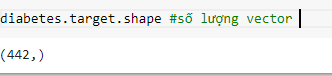 diabetes.target.shape #số lượng vector
(442,)